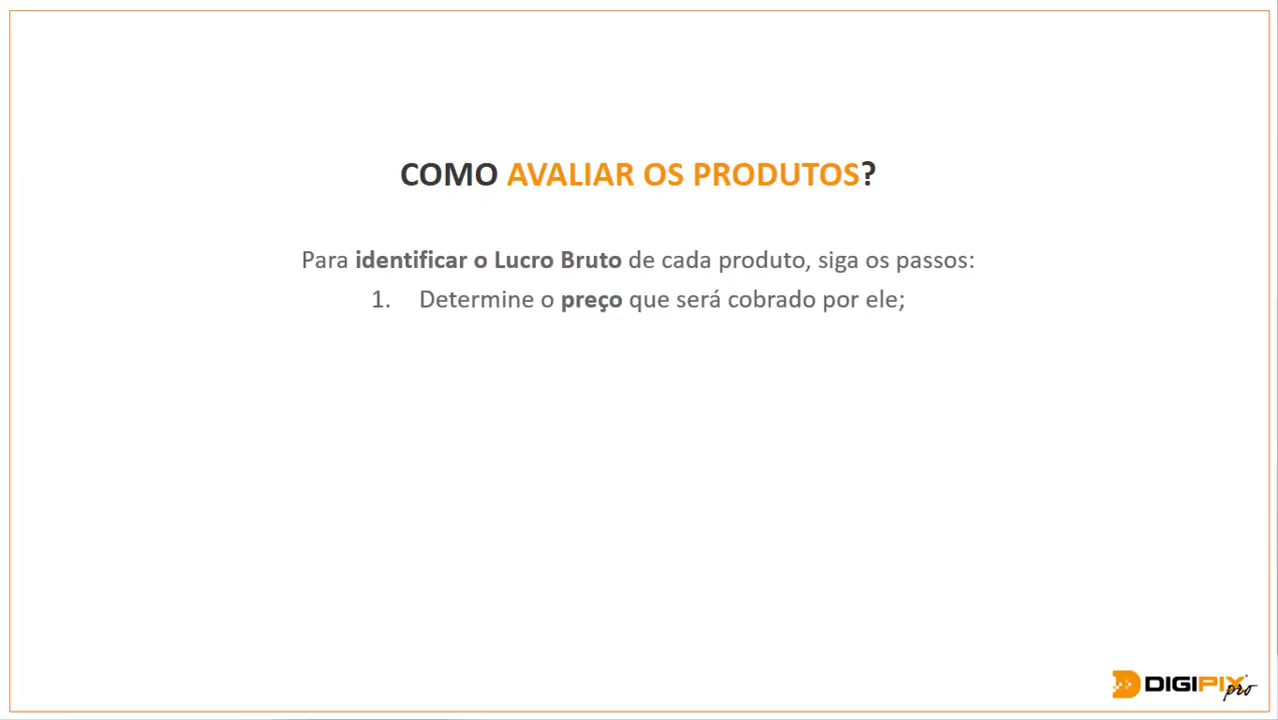 COMO AVALIAR OS PRODUTOS?
Para identificar o Lucro Bruto de cada produto, siga os passos:
1. Determine o preço que será cobrado por ele;
DIGIPIX pro